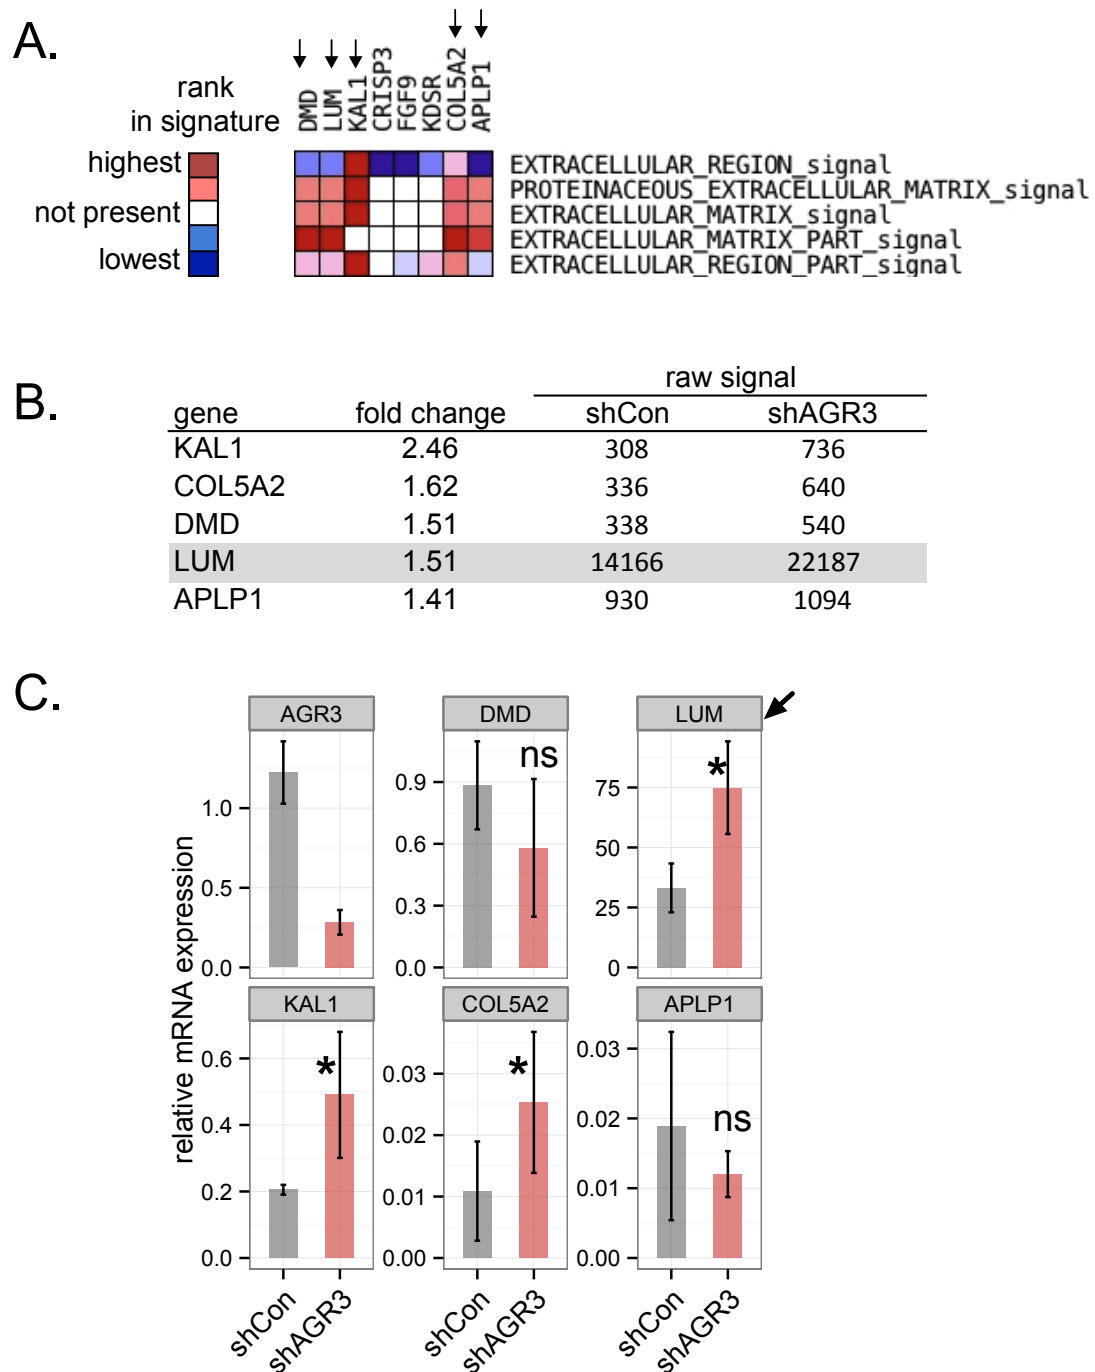 A.
rank
in signature
highest
not present
lowest
DMD
LUM
KAL1
CRISP3
FGF9
KDSR
COL5A2
APLP1
EXTRACELLULAR_REGION_signal
PROTEINACEOUS_EXTRACELLULAR_MATRIX_signal
EXTRACELLULAR_MATRIX_signal
EXTRACELLULAR_MATRIX_PART_signal
EXTRACELLULAR_REGION_PART_signal
B.
raw signal
gene fold change shCon shAGR3
KAL1 2.46 308 736
COL5A2 1.62 336 640
DMD 1.51 338 540
LUM 1.51 14166 22187
APLP1 1.41 930 1094
C.
relative mRNA expression
AGR3
1.0
0.5
0.0
DMD
ns
0.9
0.6
0.3
0.0
LUM
*
75
50
25
0
KAL1
*
0.6
0.4
0.2
0.0
COL5A2
*
0.03
0.02
0.01
0.00
APLP1
ns
0.03
0.02
0.01
0.00
shCon
shAGR3
shCon
shAGR3
shCon
shAGR3